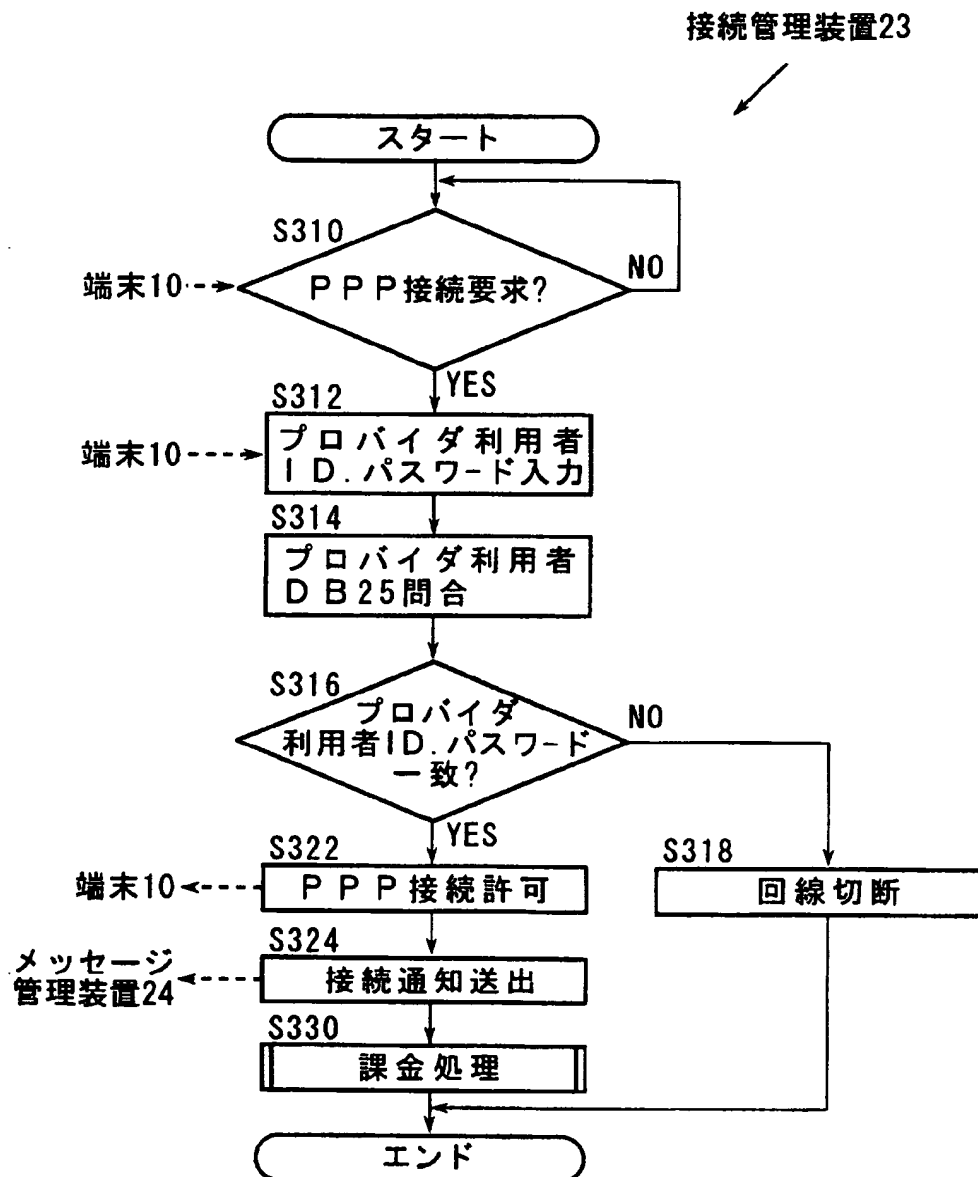 接続管理装置23
スタート
S310
端末10
PPP接続要求?
NO
YES
S312
端末10
プロバイダ利用者
ID.パスワード入力
S314
プロバイダ利用者
DB25問合
S316
プロバイダ
利用者ID.パスワード
一致?
NO
YES
S322
端末10
PPP接続許可
S318
回線切断
S324
メッセージ
管理装置24
接続通知送出
S330
課金処理
エンド